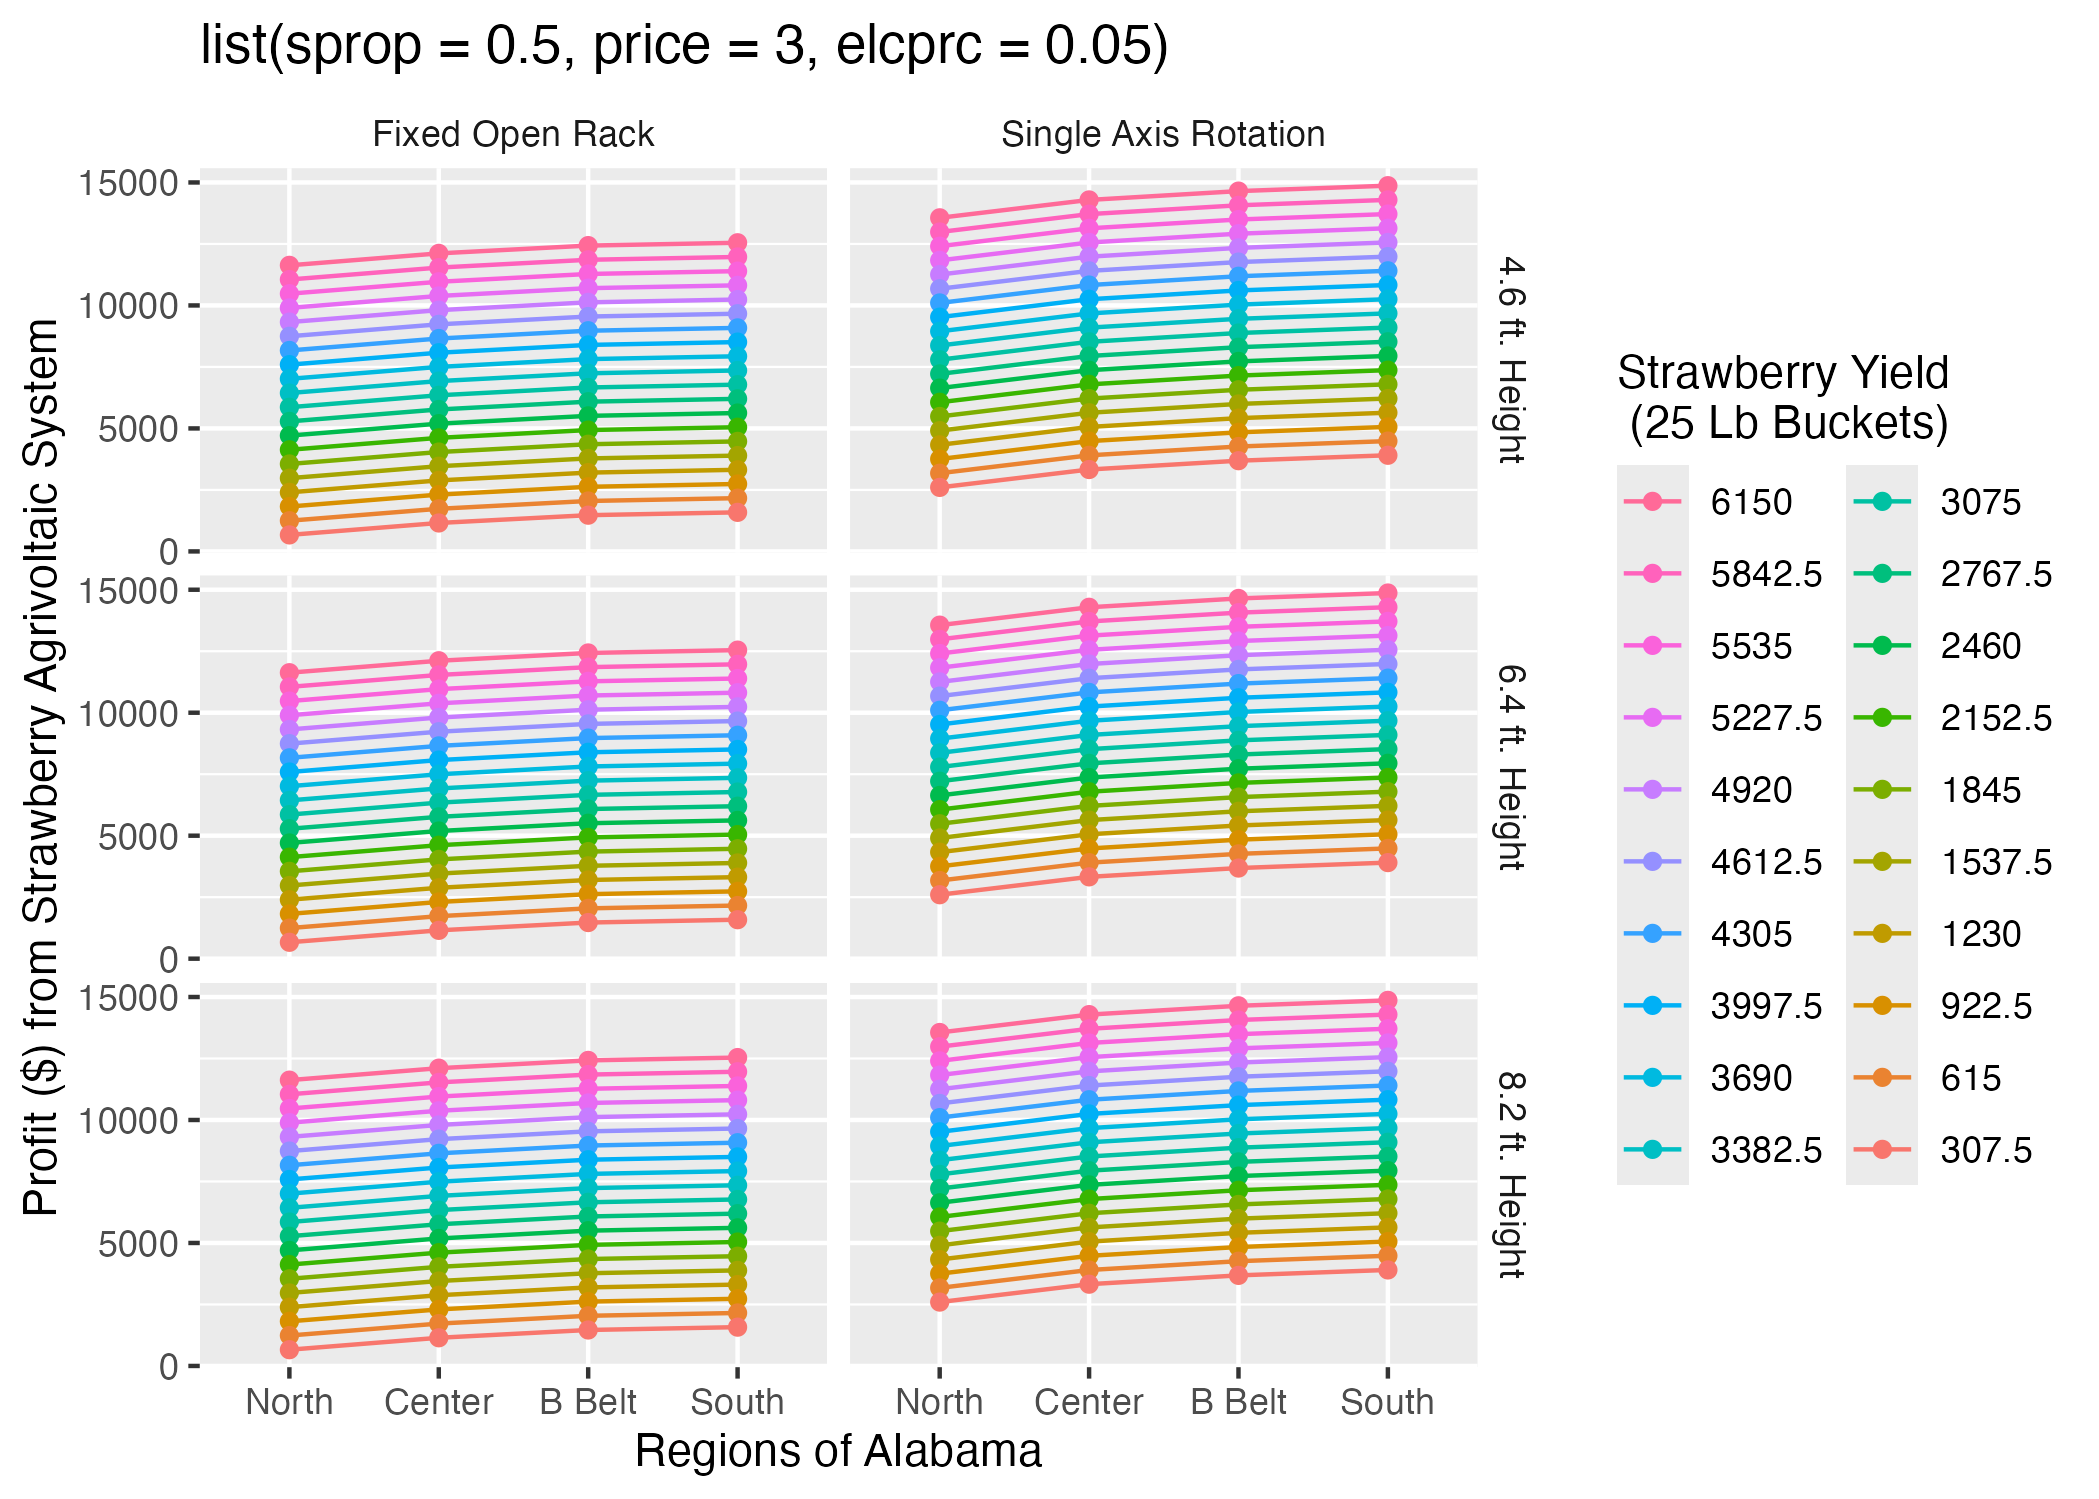 list(sprop = 0.5, price = 3, elcprc = 0.05)
Fixed Open Rack
Single Axis Rotation
Profit ($) from Strawberry Agrivoltaic System
15000
10000
5000
0
4.6 ft. Height
15000
10000
5000
0
6.4 ft. Height
15000
10000
5000
0
8.2 ft. Height
North Center B Belt South
North Center B Belt South
Regions of Alabama
Strawberry Yield
(25 Lb Buckets)
6150
5842.5
5535
5227.5
4920
4612.5
4305
3997.5
3690
3382.5
3075
2767.5
2460
2152.5
1845
1537.5
1230
922.5
615
307.5